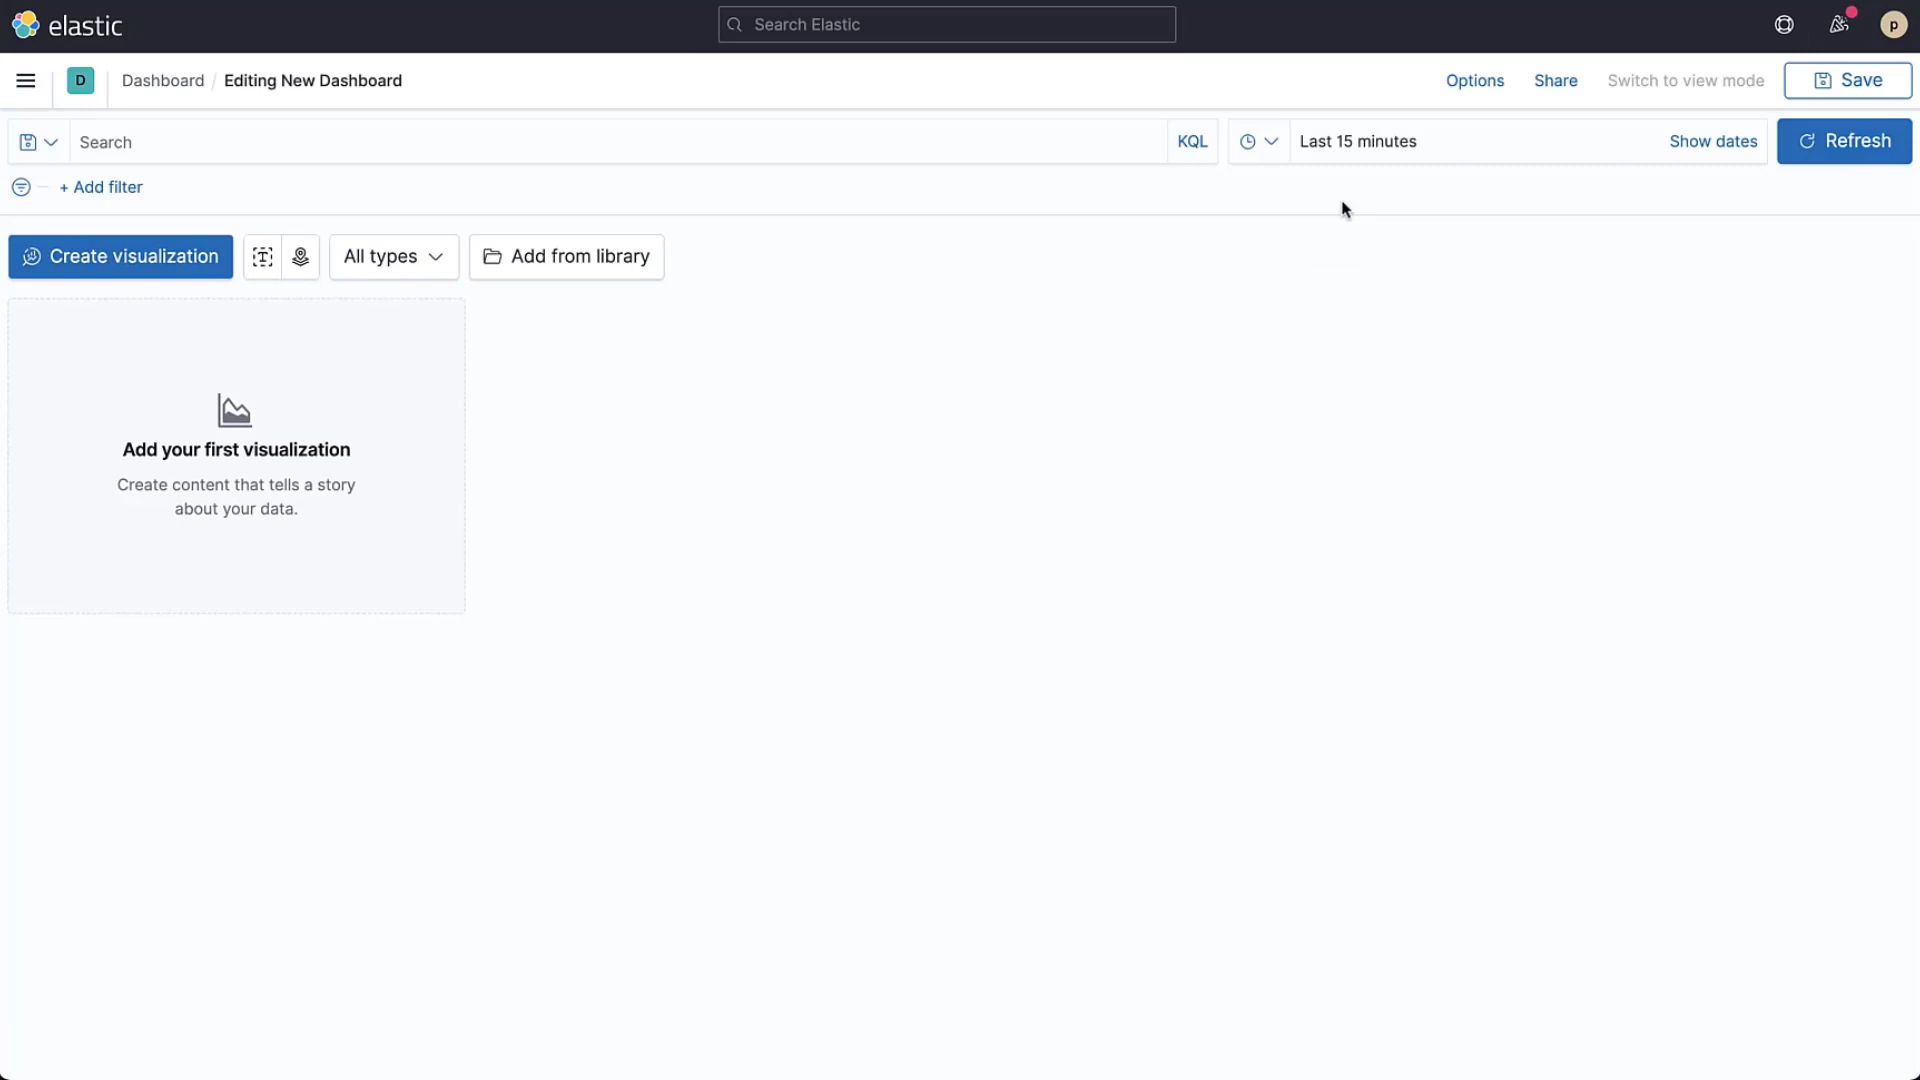 elastic
Search Elastic
p
D
Dashboard / Editing New Dashboard
Options
Share
Switch to view mode
Save
Search
KQL
Last 15 minutes
Show dates
Refresh
+ Add filter
Create visualization
All types
Add from library
Add your first visualization
Create content that tells a story
about your data.